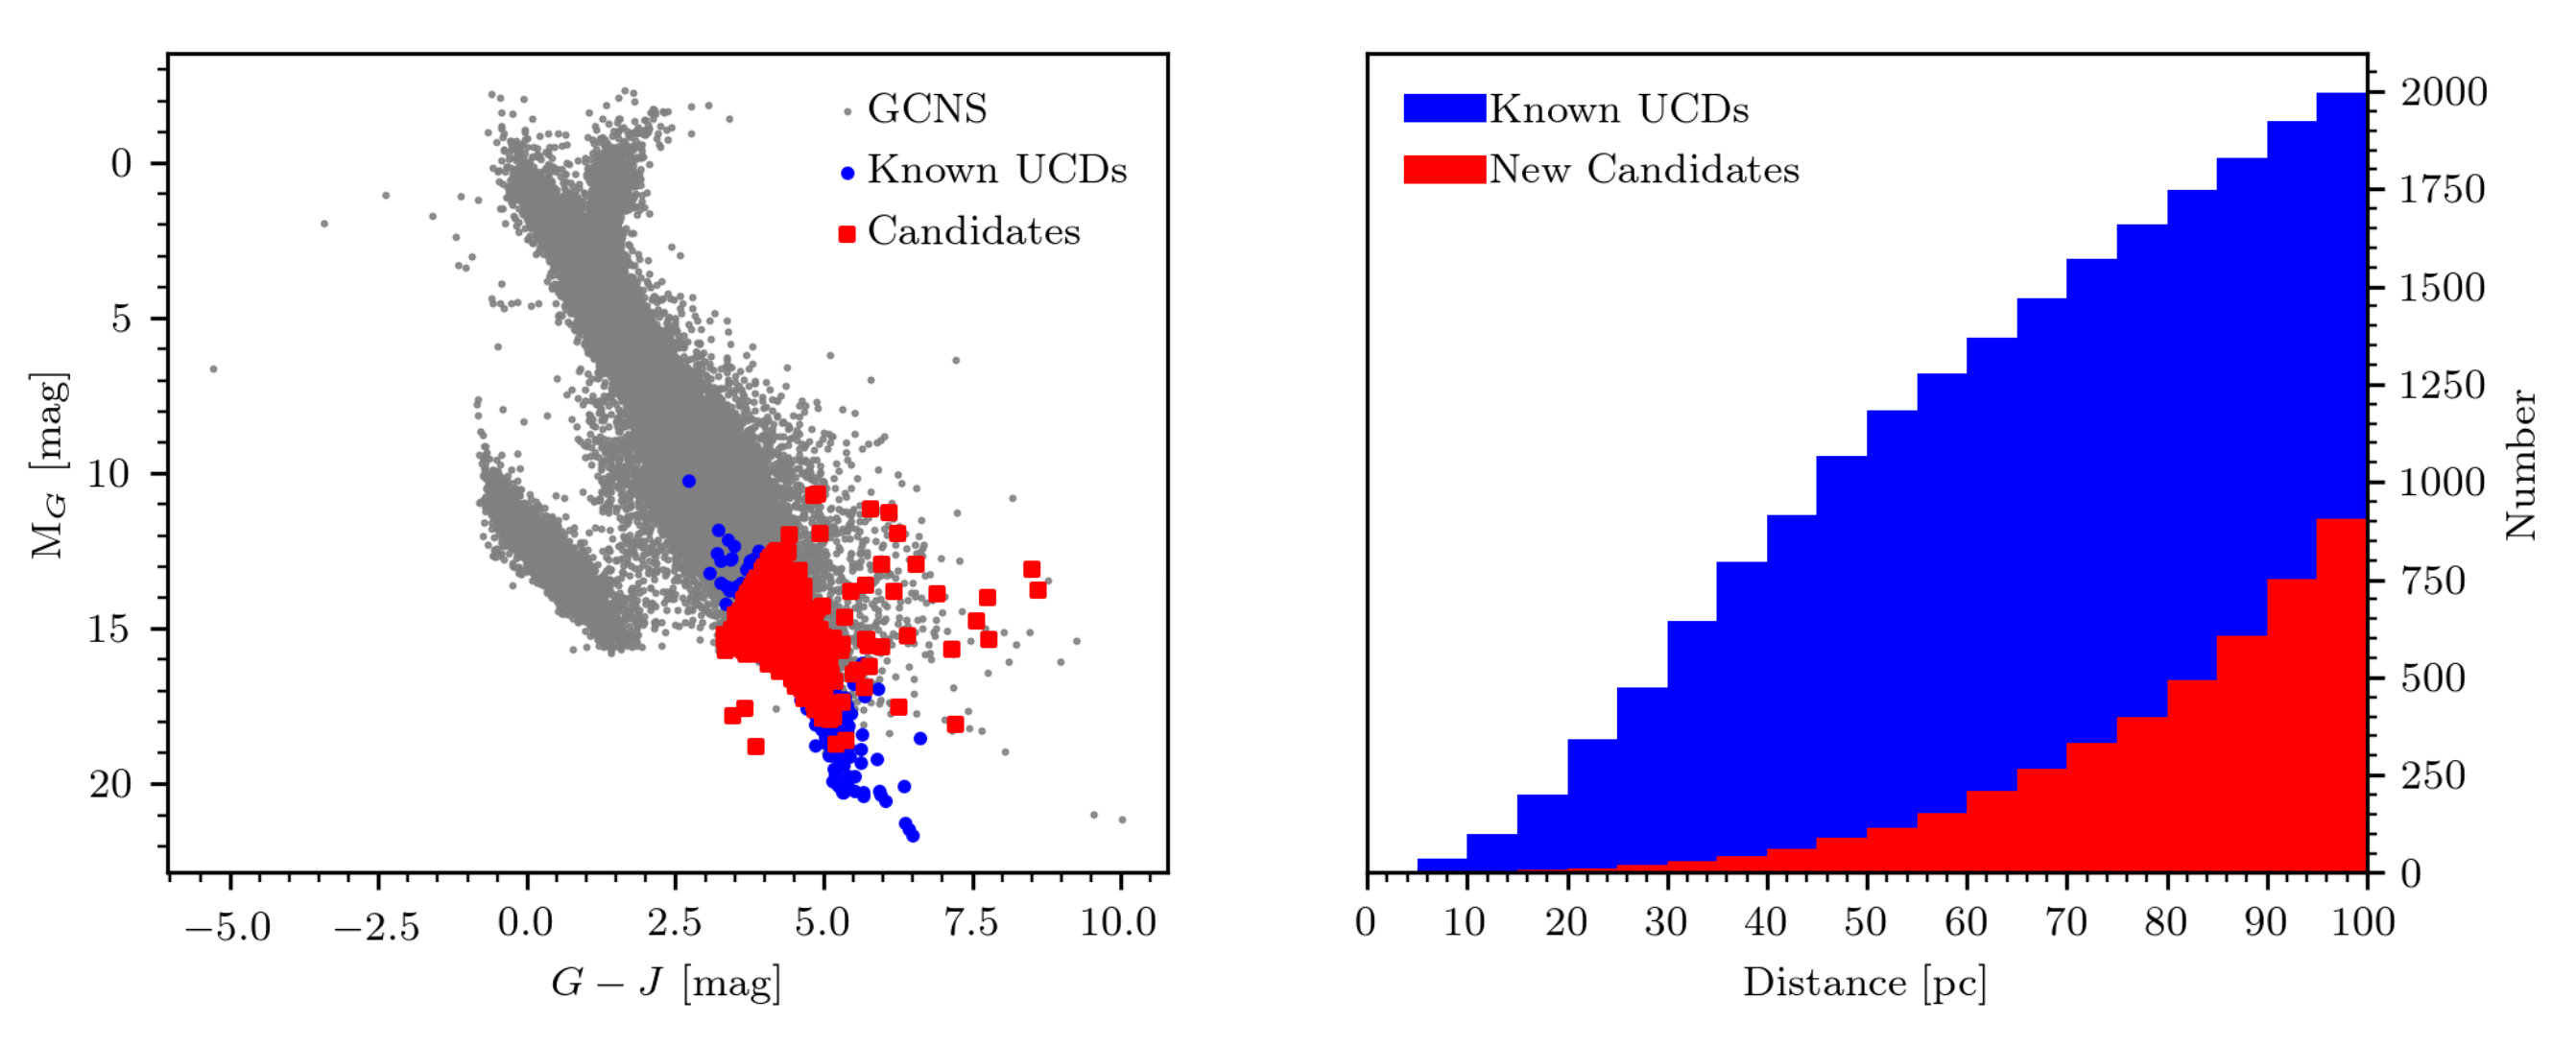 GCNS
Known UCDs
Candidates
0
5
10
15
20
M_G [mag]
−5.0 −2.5 0.0 2.5 5.0 7.5 10.0
G − J [mag]
Known UCDs
New Candidates
2000
1750
1500
1250
1000
750
500
250
0
Number
0 10 20 30 40 50 60 70 80 90 100
Distance [pc]